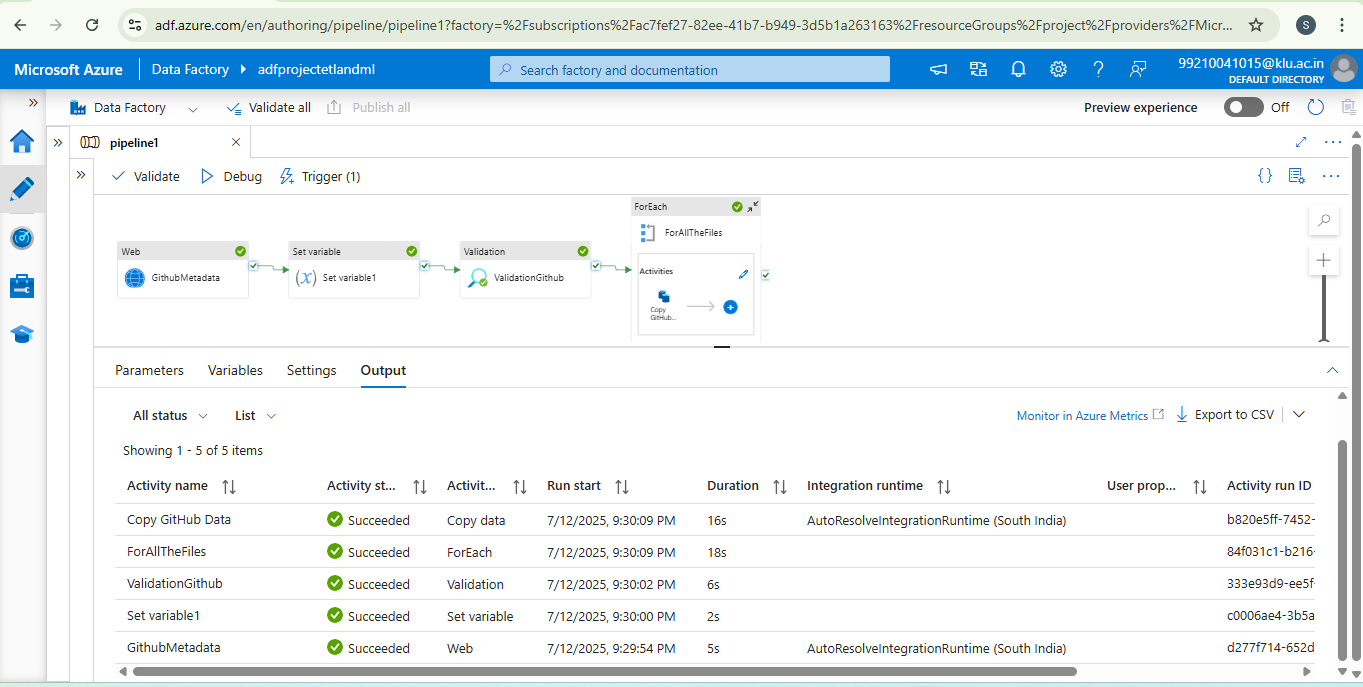 adf.azure.com/en/authoring/pipeline/pipeline1?factory=%2Fsubscriptions%2Fac7fef27-82ee-41b7-b949-3d5b1a263163%2FresourceGroups%2Fproject%2Fproviders%2FMicr... S
Microsoft Azure Data Factory adfprojectetlandml Search factory and documentation 99210041015@klu.ac.in
DEFAULT DIRECTORY
Data Factory Validate all Publish all Preview experience Off
pipeline1
Validate Debug Trigger (1)
ForEach
ForAllTheFiles
Web Set variable Validation
GithubMetadata Set variable1 ValidationGithub
Activities
Copy
GitHub...
Parameters Variables Settings Output
All status List Monitor in Azure Metrics Export to CSV
Showing 1 - 5 of 5 items
Activity name Activity st... Activit... Run start Duration Integration runtime User prop... Activity run ID
Copy GitHub Data Succeeded Copy data 7/12/2025, 9:30:09 PM 16s AutoResolveIntegrationRuntime (South India) b820e5ff-7452-
ForAllTheFiles Succeeded ForEach 7/12/2025, 9:30:09 PM 18s 84f031c1-b216-
ValidationGithub Succeeded Validation 7/12/2025, 9:30:02 PM 6s 333e93d9-ee5f-
Set variable1 Succeeded Set variable 7/12/2025, 9:30:00 PM 2s c0006ae4-3b5a
GithubMetadata Succeeded Web 7/12/2025, 9:29:54 PM 5s AutoResolveIntegrationRuntime (South India) d277f714-652d